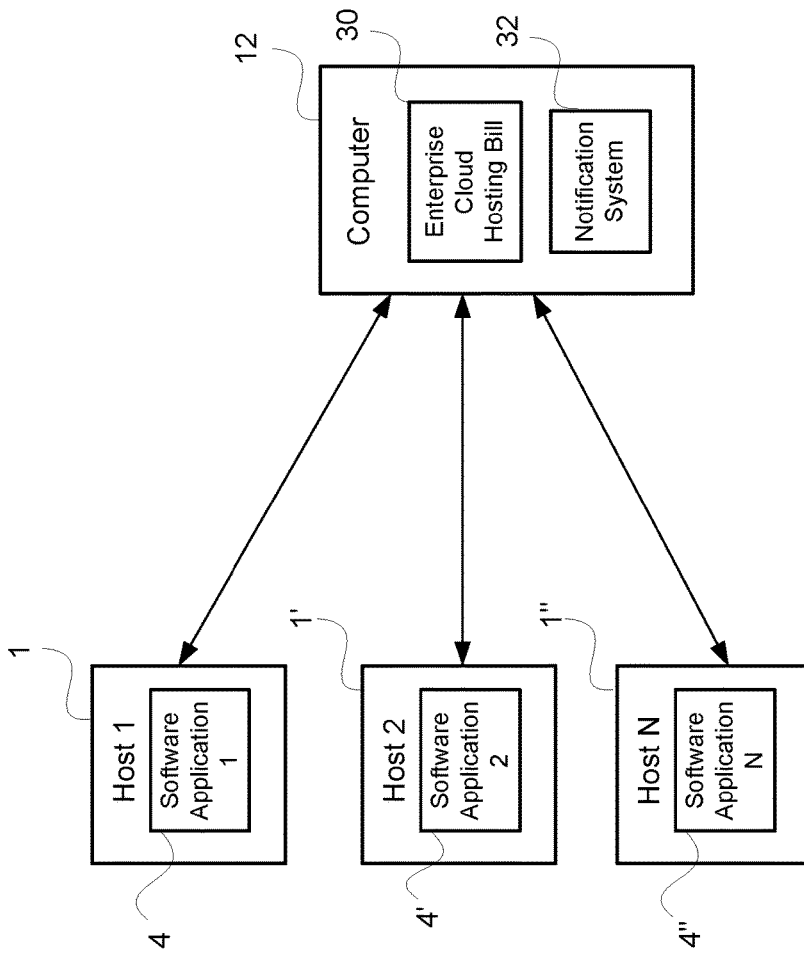 1
Host 1
Software
Application
1
4
1'
Host 2
Software
Application
2
4'
1"
Host N
Software
Application
N
4"
12
Computer
30
Enterprise
Cloud
Hosting Bill
32
Notification
System